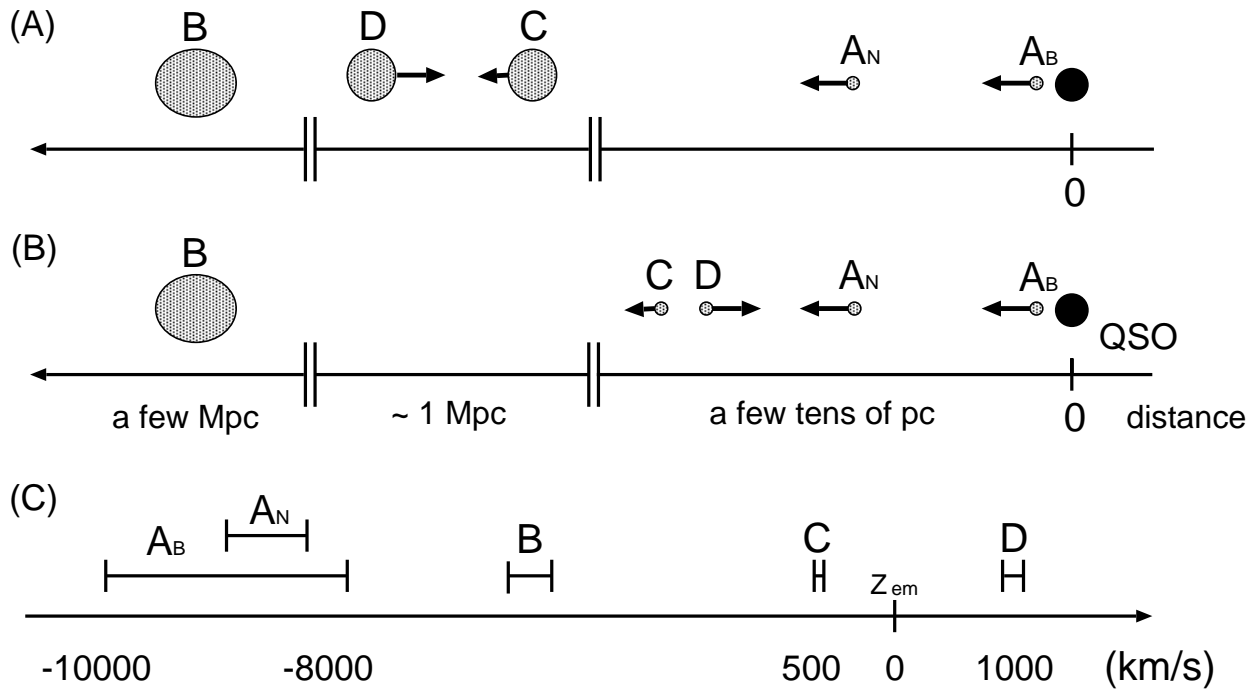 (A)
B D C AN AB
0
(B)
B C D AN AB
QSO
a few Mpc ~ 1 Mpc a few tens of pc 0 distance
(C)
AN
AB B C D
Zem
-10000 -8000 500 0 1000 (km/s)